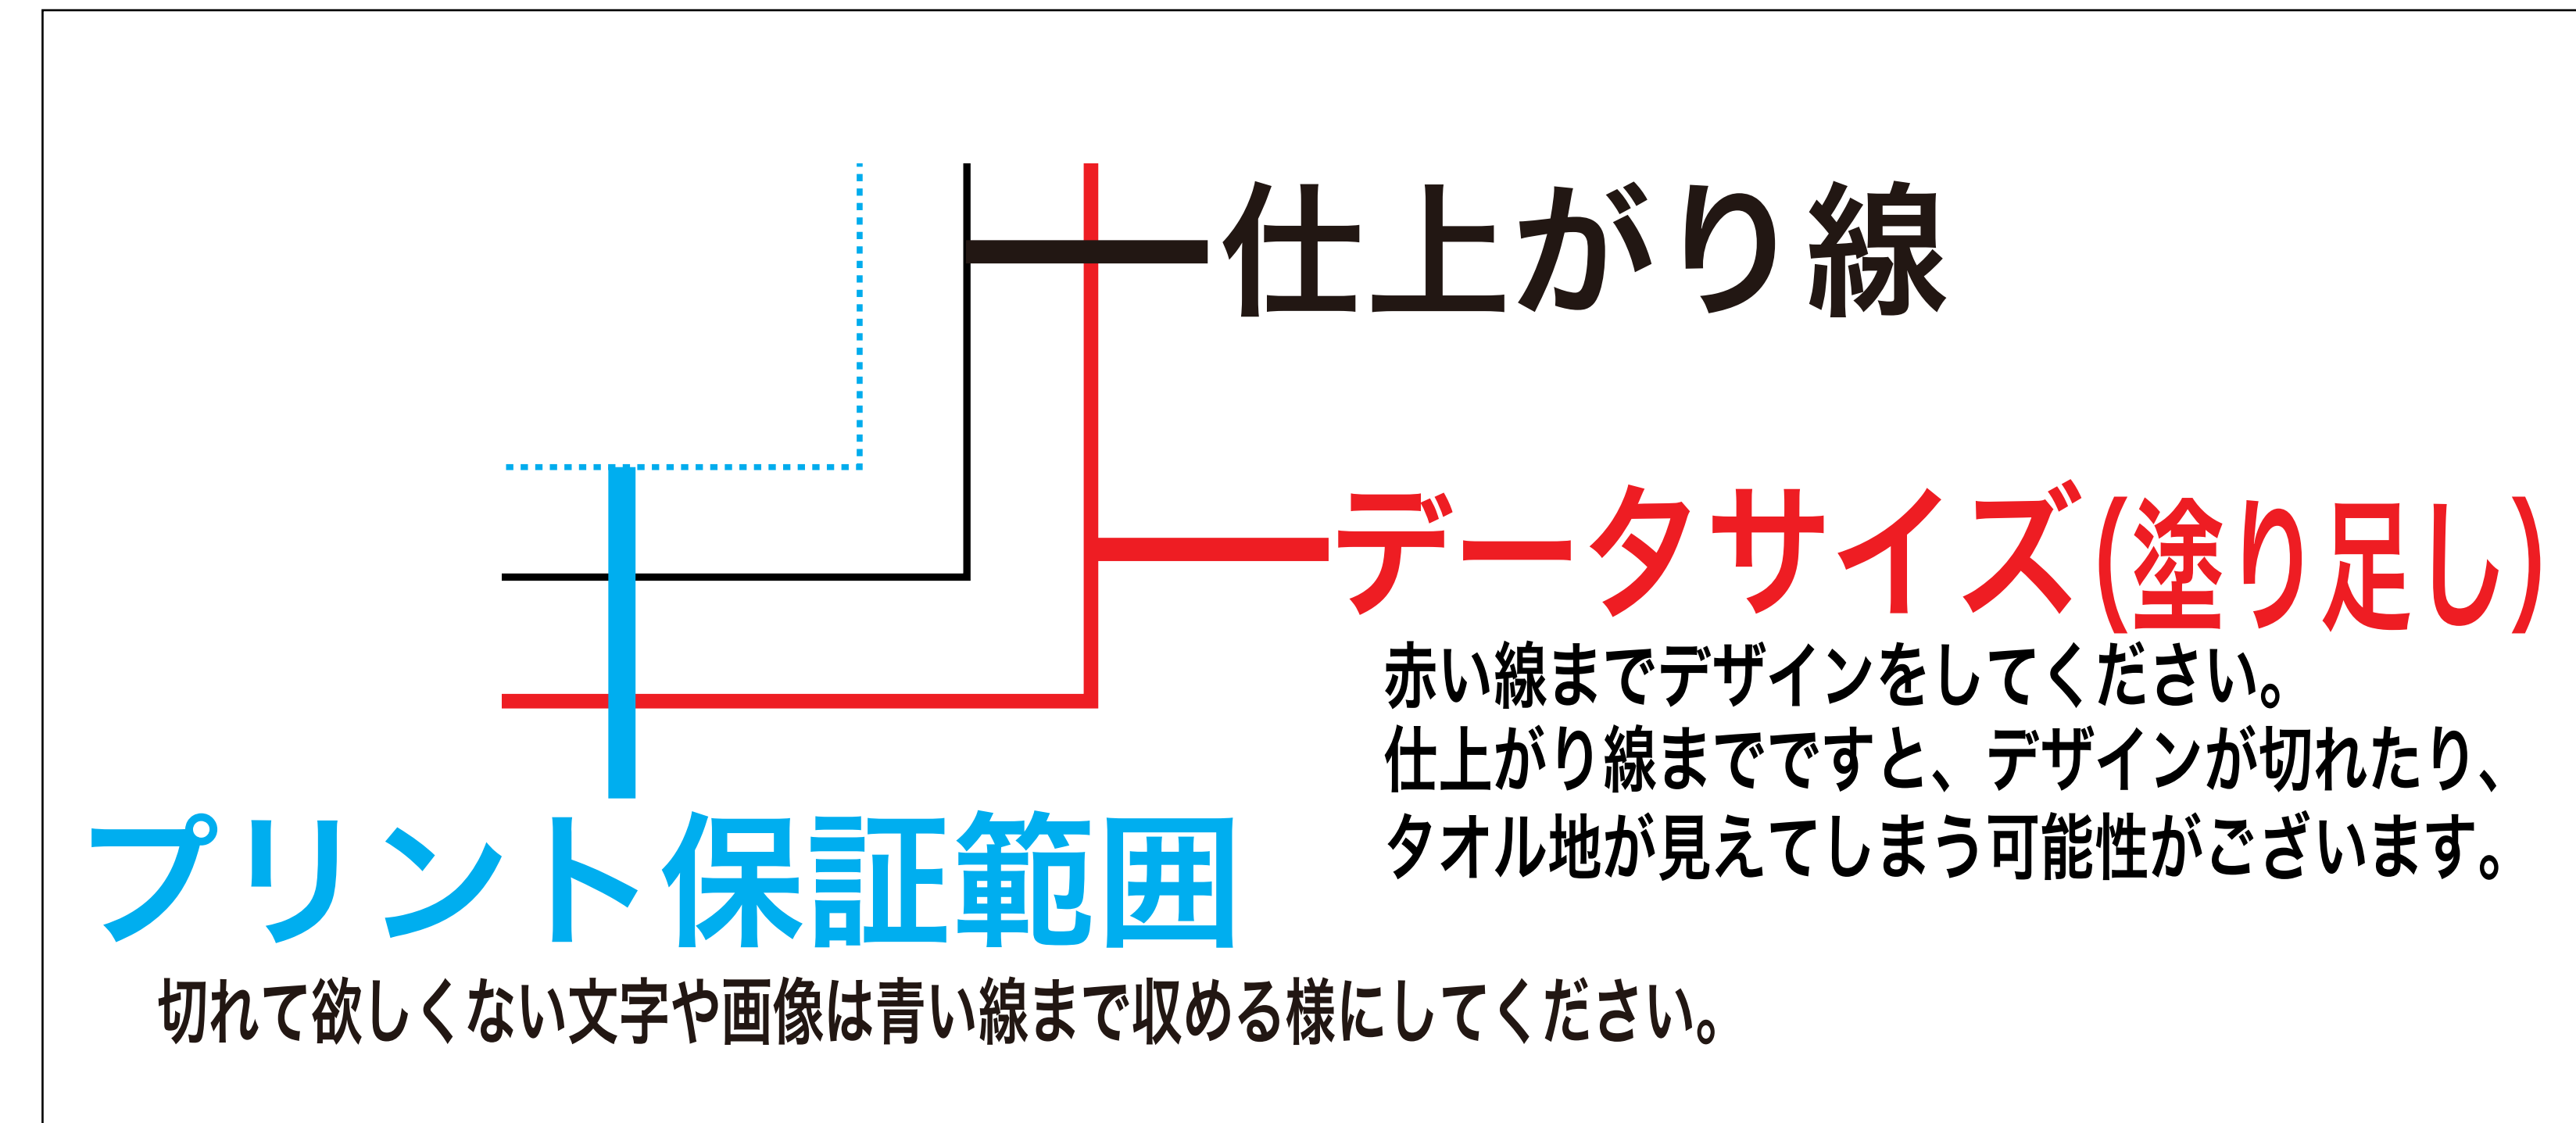 仕上がり線
データサイズ(塗り足し)
赤い線までデザインをしてください。
仕上がり線までですと、デザインが切れたり、
タオル地が見えてしまう可能性がございます。
プリント保証範囲
切れて欲しくない文字や画像は青い線まで収める様にしてください。